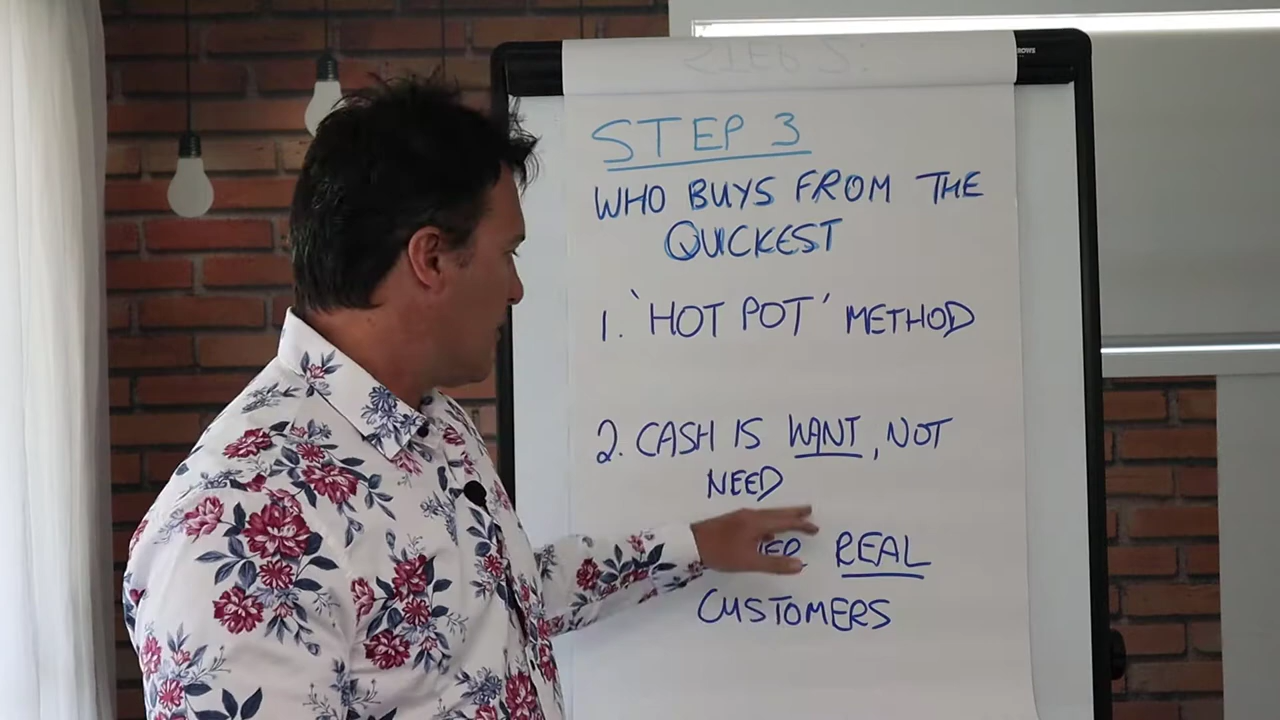 STEP 3
WHO BUYS FROM THE
QUICKEST
1. 'HOT POT' METHOD
2. CASH IS WANT, NOT
NEED
REAL
CUSTOMERS